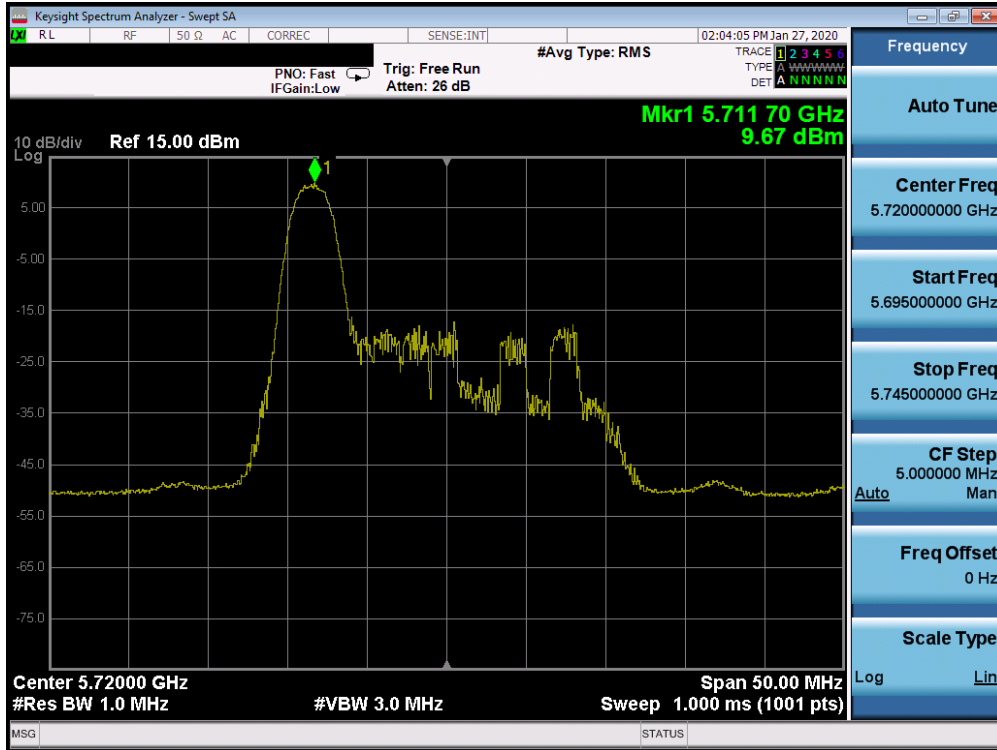 Keysight Spectrum Analyzer - Swept SA
LXI RL RF 50 Ω AC CORREC SENSE:INT 02:04:05 PM Jan 27, 2020
PNO: Fast
IFGain:Low
Trig: Free Run
Atten: 26 dB
#Avg Type: RMS
TRACE 1 2 3 4 5 6
TYPE A WWWWW
DET A N N N N N
Mkr1 5.711 70 GHz
9.67 dBm
10 dB/div Ref 15.00 dBm
Log
1
5.00
-5.00
-15.0
-25.0
-35.0
-45.0
-55.0
-65.0
-75.0
Center 5.72000 GHz Span 50.00 MHz
#Res BW 1.0 MHz #VBW 3.0 MHz Sweep 1.000 ms (1001 pts)
MSG STATUS
Frequency
Auto Tune
Center Freq
5.720000000 GHz
Start Freq
5.695000000 GHz
Stop Freq
5.745000000 GHz
CF Step
5.000000 MHz
Auto Man
Freq Offset
0 Hz
Scale Type
Log Lin